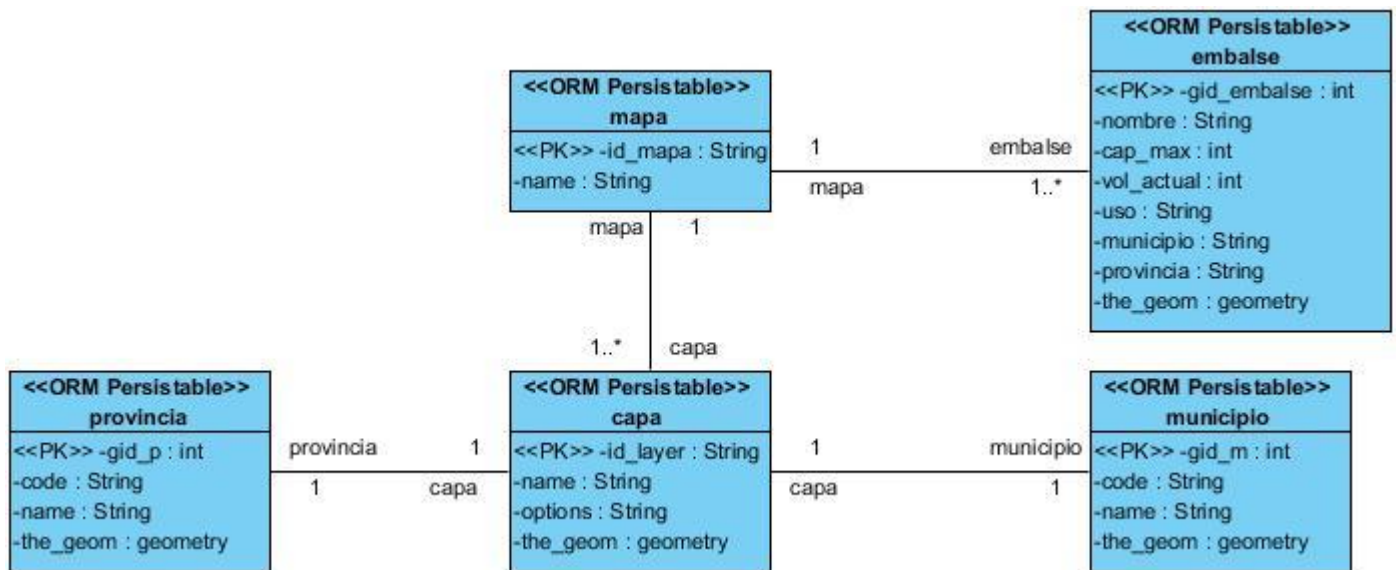 <<ORM Persistable>>
embalse
<<PK>> -gid_embalse : int
-nombre : String
-cap_max : int
-vol_actual : int
-uso : String
-municipio : String
-provincia : String
-the_geom : geometry
<<ORM Persistable>>
mapa
<<PK>> -id_mapa : String
-name : String
1 embalse
mapa 1..*
mapa 1
1..* capa
<<ORM Persistable>>
provincia
<<PK>> -gid_p : int
-code : String
-name : String
-the_geom : geometry
provincia 1
1 capa
<<ORM Persistable>>
capa
<<PK>> -id_layer : String
-name : String
-options : String
-the_geom : geometry
1 municipio
capa 1
<<ORM Persistable>>
municipio
<<PK>> -gid_m : int
-code : String
-name : String
-the_geom : geometry